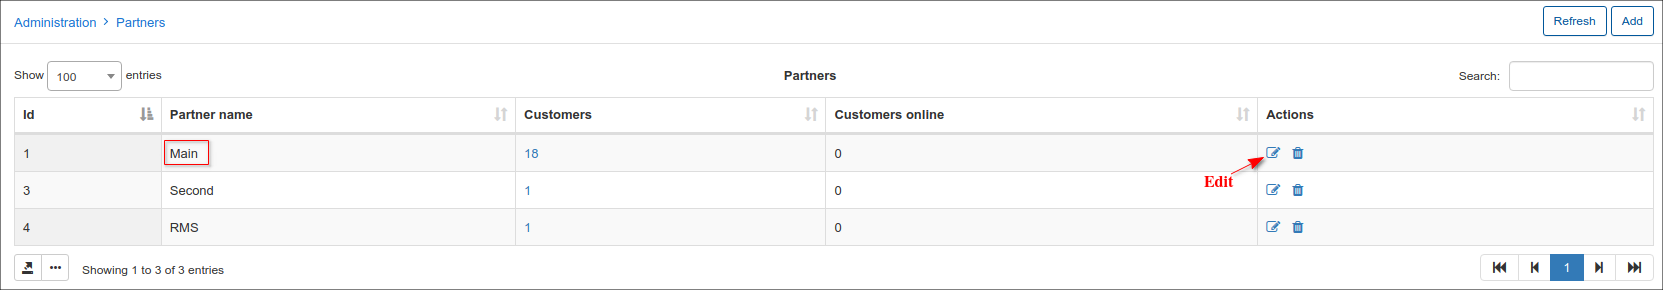 Administration > Partners Refresh Add
Show 100 entries Partners Search:
Id Partner name Customers Customers online Actions
1 Main 18 0
Edit
3 Second 1 0
4 RMS 1 0
Showing 1 to 3 of 3 entries 1